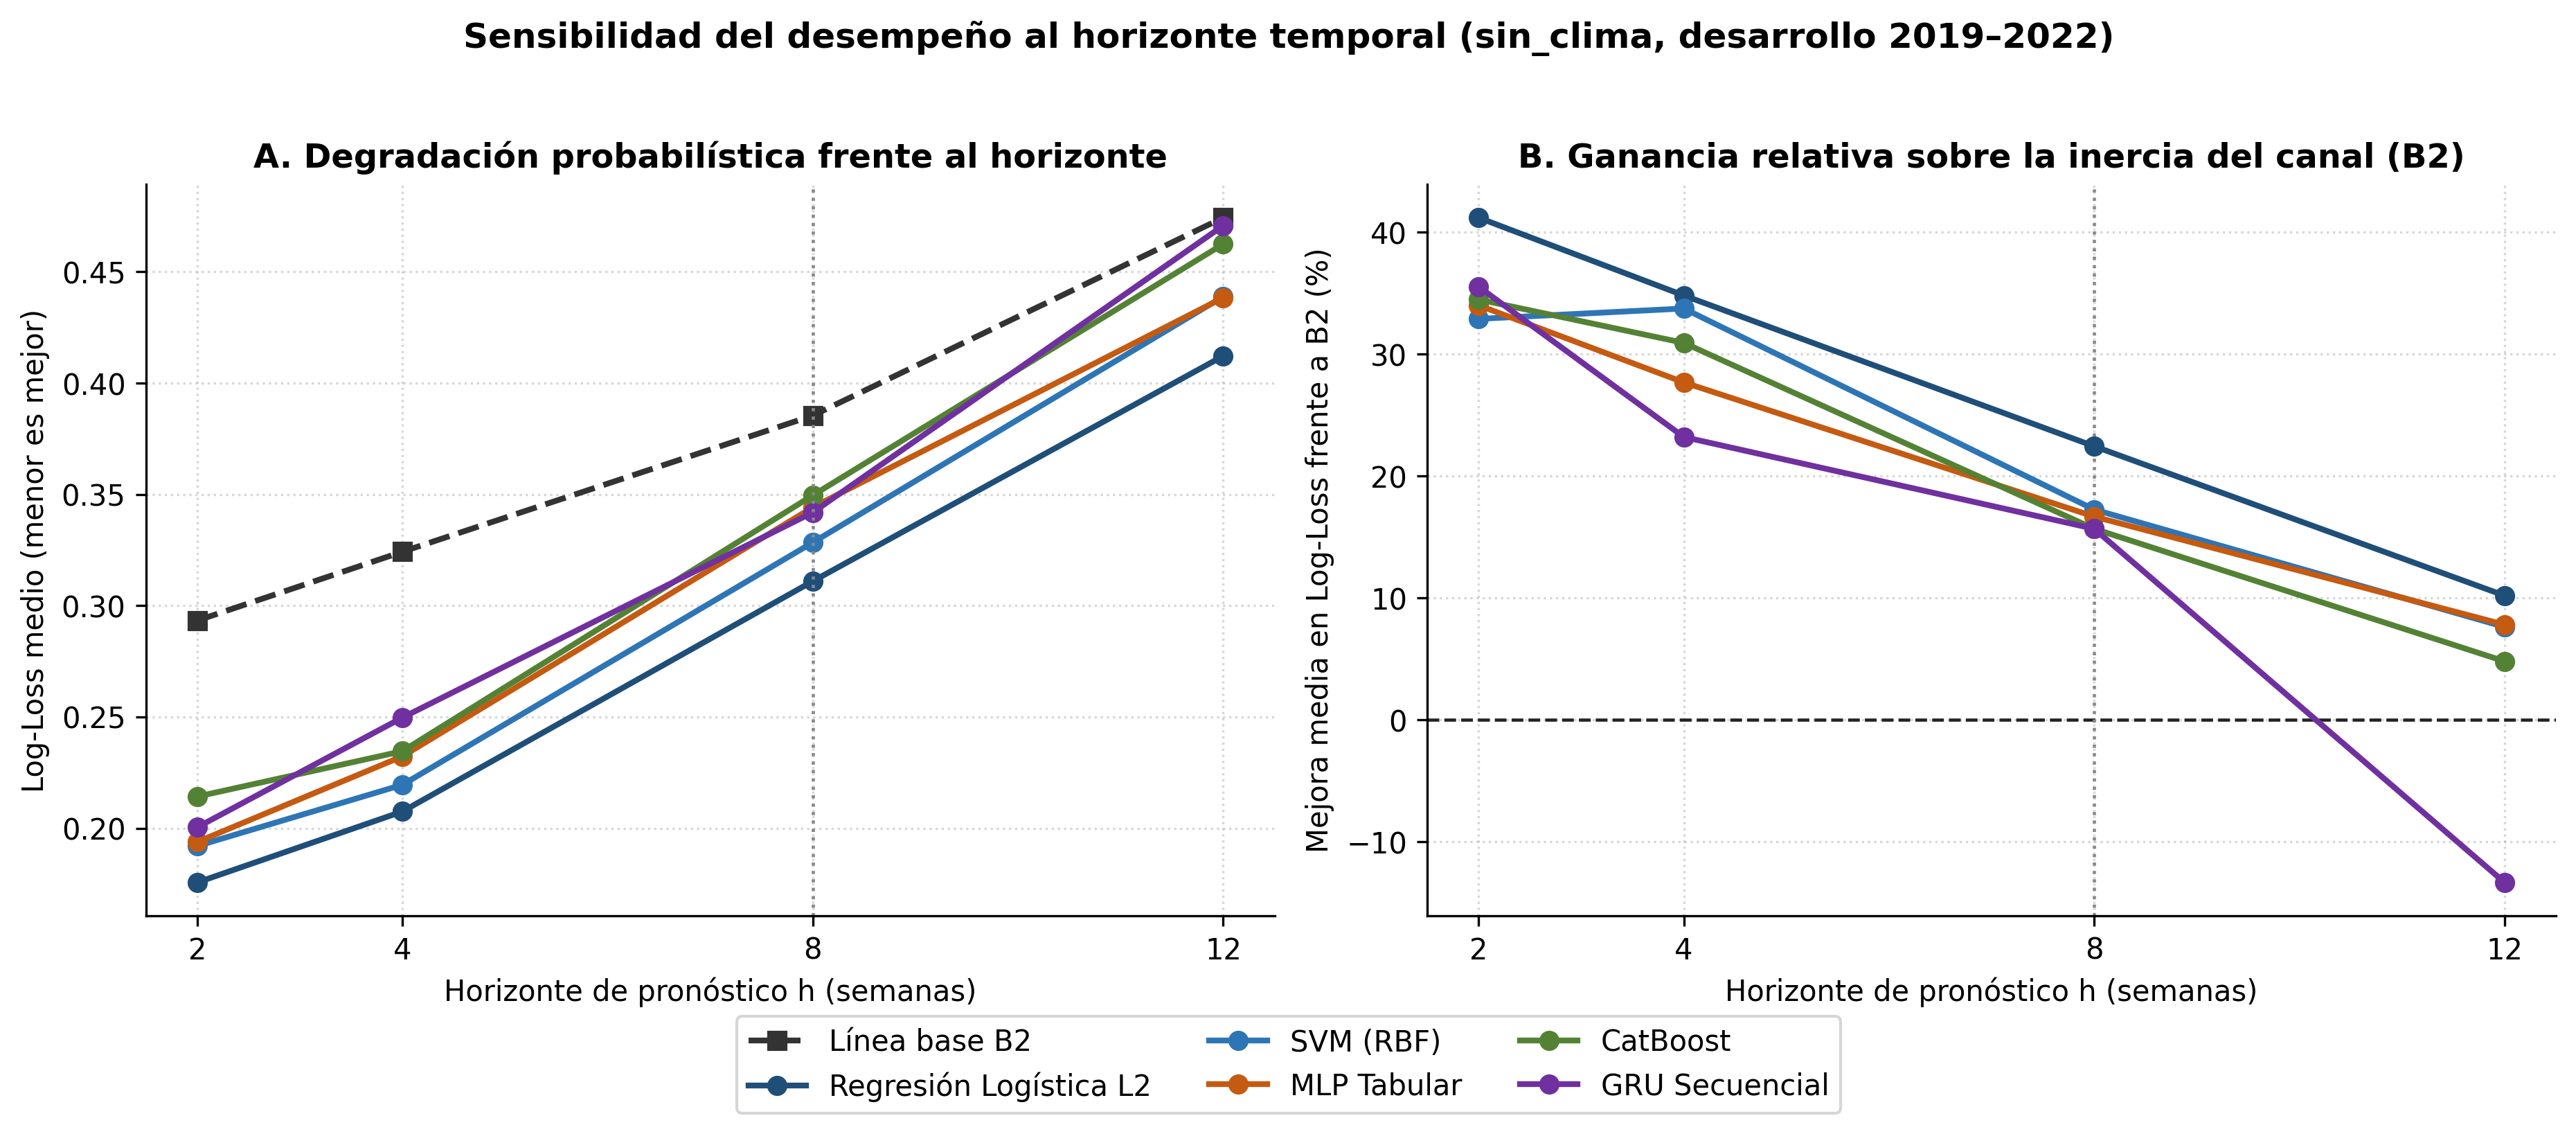 Sensibilidad del desempeño al horizonte temporal (sin_clima, desarrollo 2019–2022)
A. Degradación probabilística frente al horizonte
Log-Loss medio (menor es mejor)
0.45
0.40
0.35
0.30
0.25
0.20
2 4 8 12
Horizonte de pronóstico h (semanas)
B. Ganancia relativa sobre la inercia del canal (B2)
Mejora media en Log-Loss frente a B2 (%)
40
30
20
10
0
−10
2 4 8 12
Horizonte de pronóstico h (semanas)
Línea base B2
Regresión Logística L2
SVM (RBF)
MLP Tabular
CatBoost
GRU Secuencial